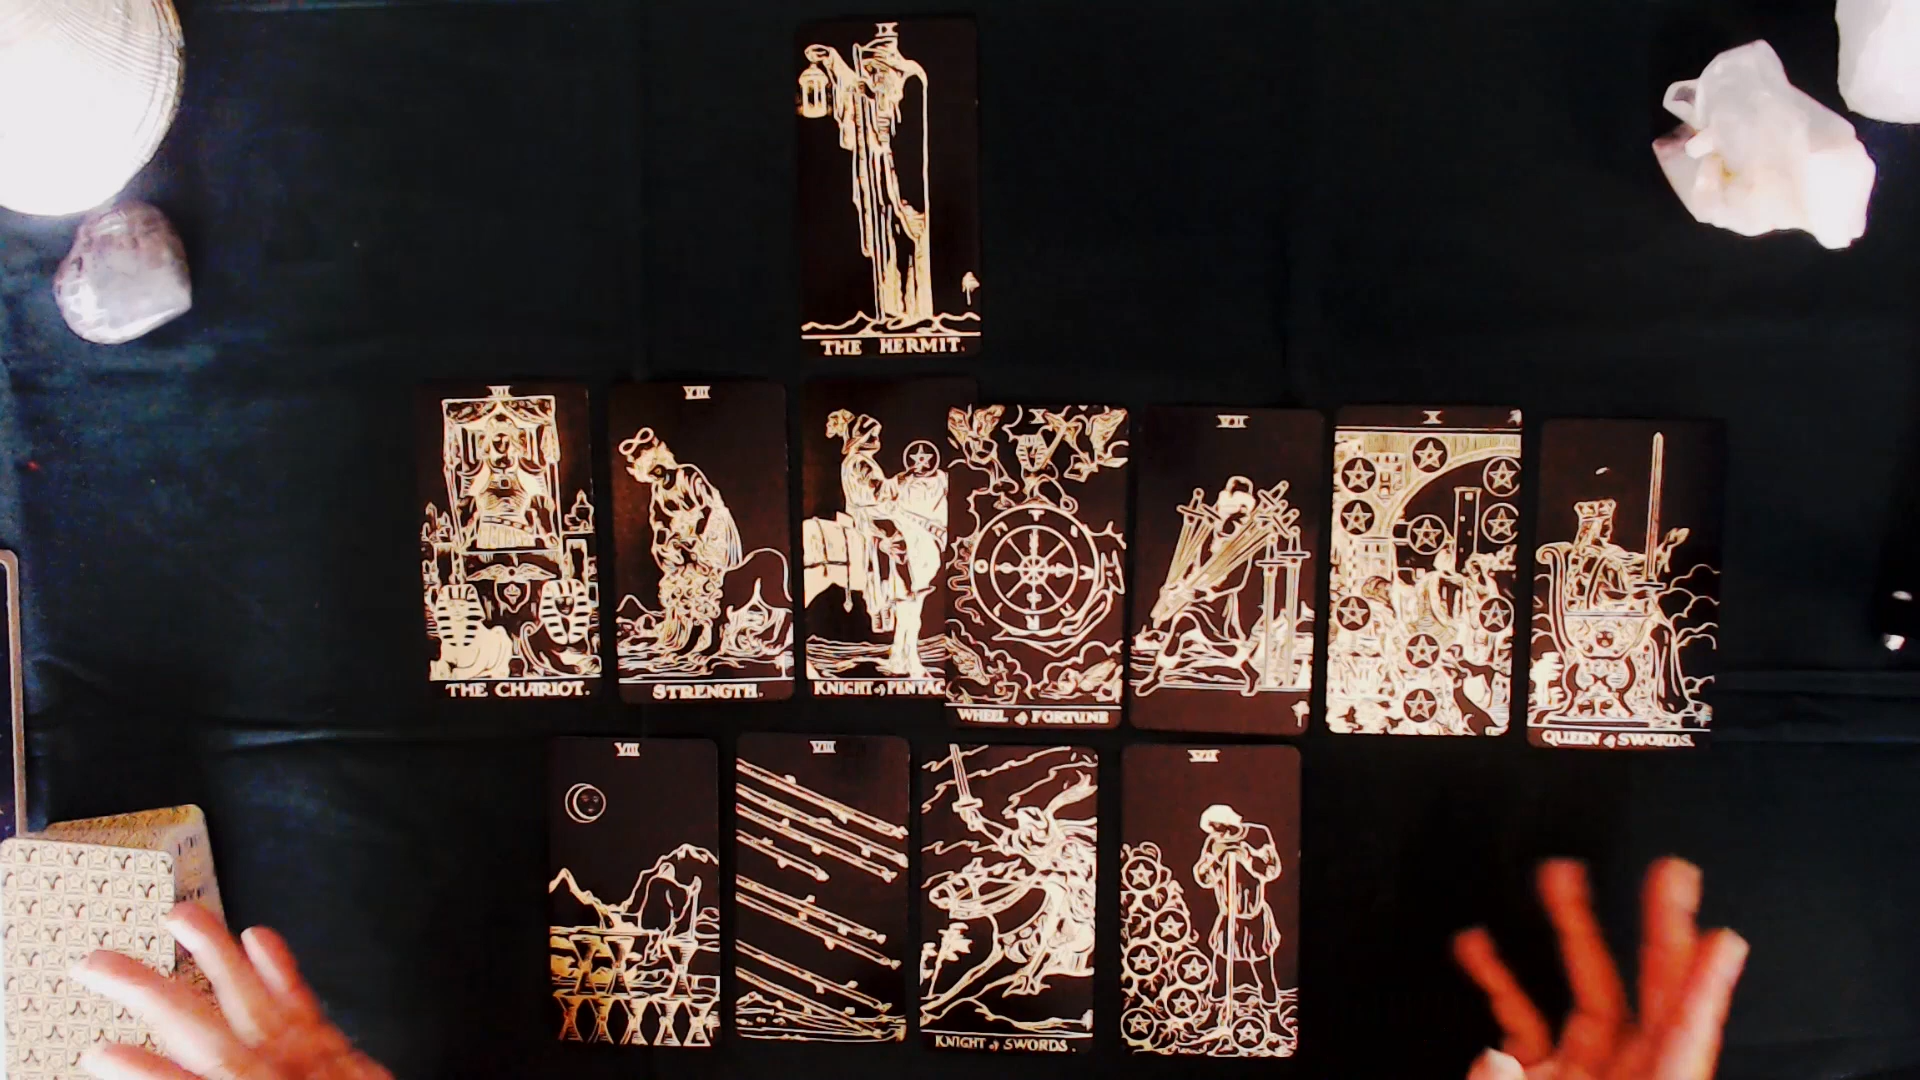 IX
THE HERMIT.
VII
THE CHARIOT.
VIII
STRENGTH.
KNIGHT of PENTAC
X
T A R O
WHEEL of FORTUNE
VII
X
QUEEN of SWORDS.
VIII
VIII
KNIGHT of SWORDS.
VII